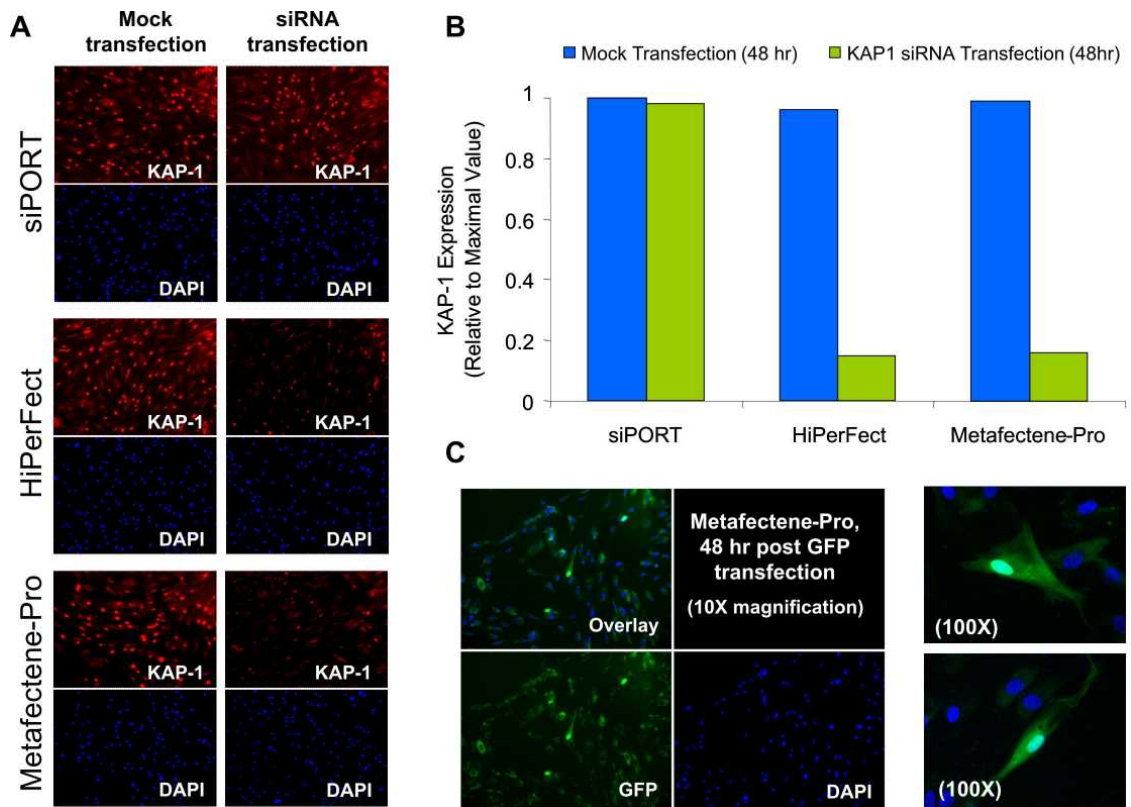 A
Mock
transfection
siRNA
transfection
siPORT
KAP-1
KAP-1
DAPI
DAPI
HiPerFect
KAP-1
KAP-1
DAPI
DAPI
Metafectene-Pro
KAP-1
KAP-1
DAPI
DAPI
B
Mock Transfection (48 hr)
KAP1 siRNA Transfection (48hr)
KAP-1 Expression
(Relative to Maximal Value)
1
0.8
0.6
0.4
0.2
0
siPORT
HiPerFect
Metafectene-Pro
C
Overlay
Metafectene-Pro,
48 hr post GFP
transfection
(10X magnification)
GFP
DAPI
(100X)
(100X)